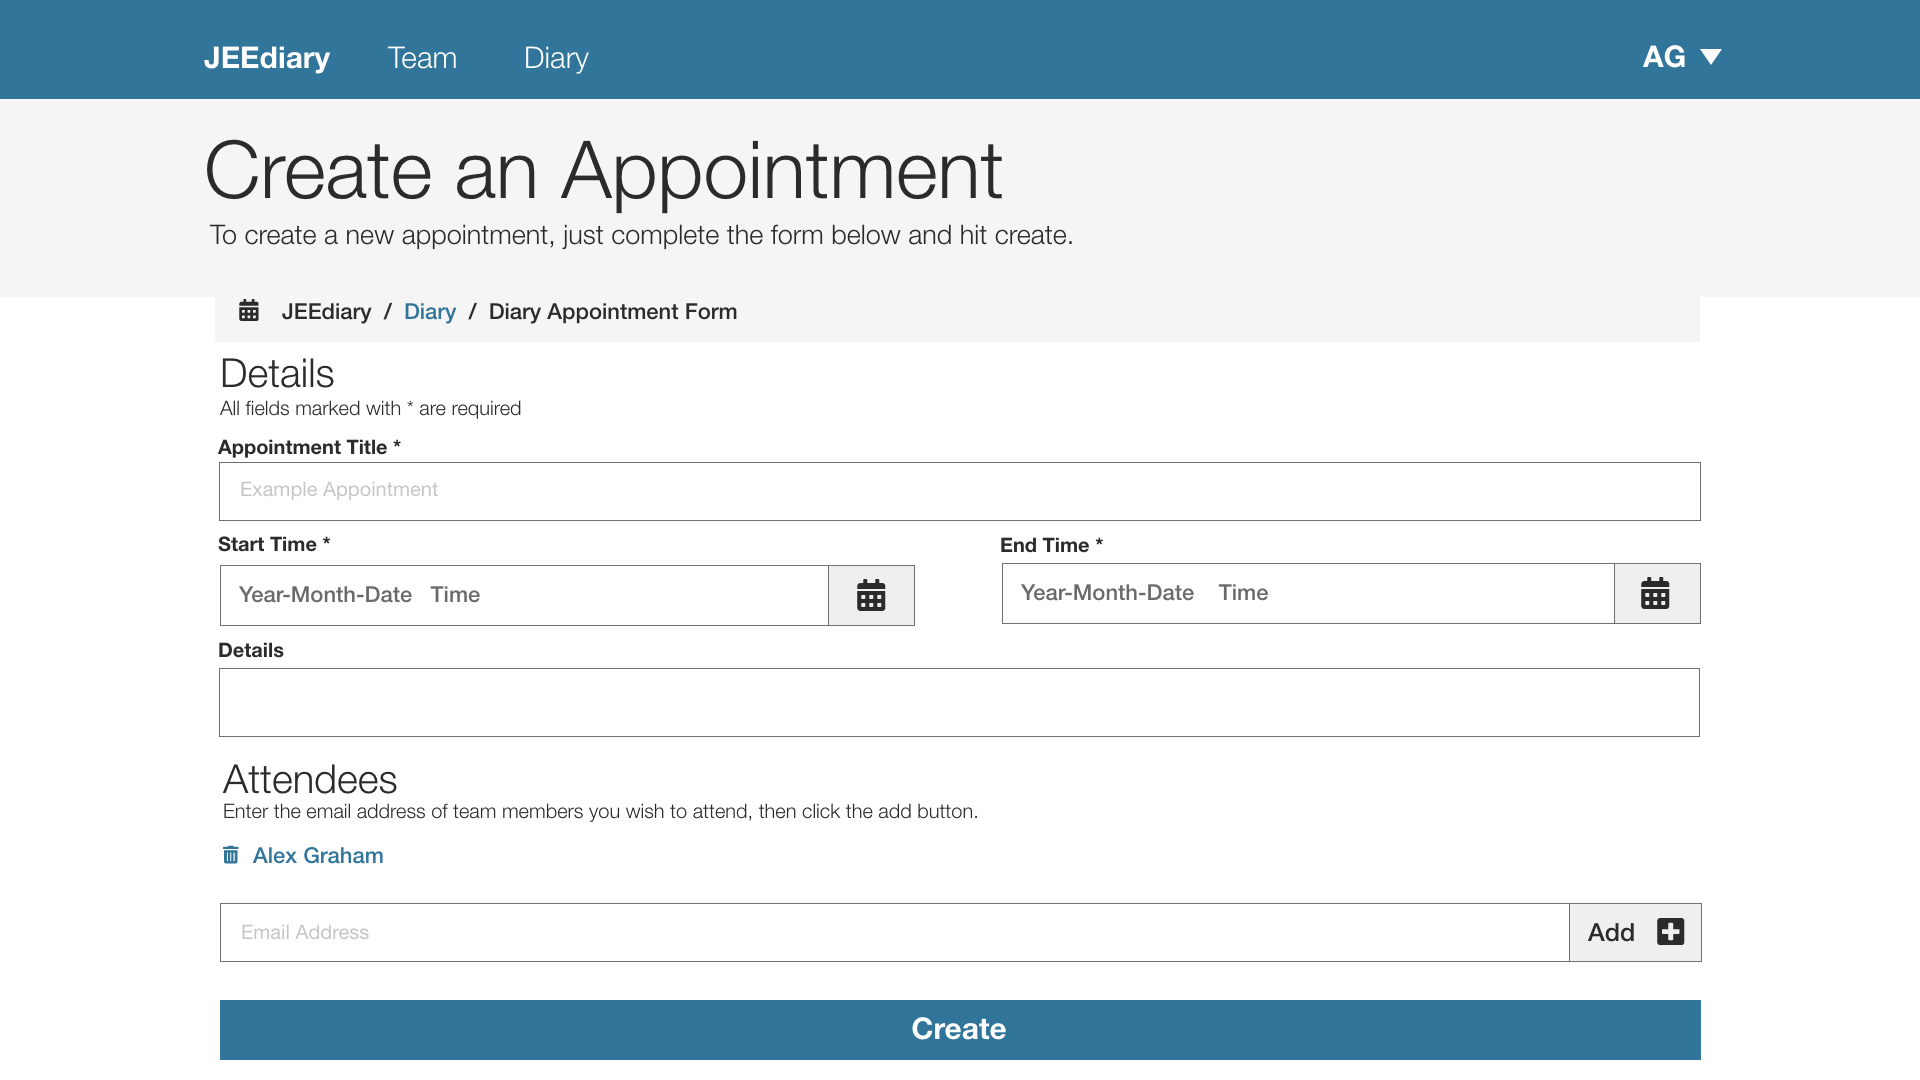 JEEdiary Team Diary AG
Create an Appointment
To create a new appointment, just complete the form below and hit create.
JEEdiary / Diary / Diary Appointment Form
Details
All fields marked with * are required
Appointment Title *
Example Appointment
Start Time * End Time *
Year-Month-Date Time Year-Month-Date Time
Details
Attendees
Enter the email address of team members you wish to attend, then click the add button.
Alex Graham
Email Address Add
Create